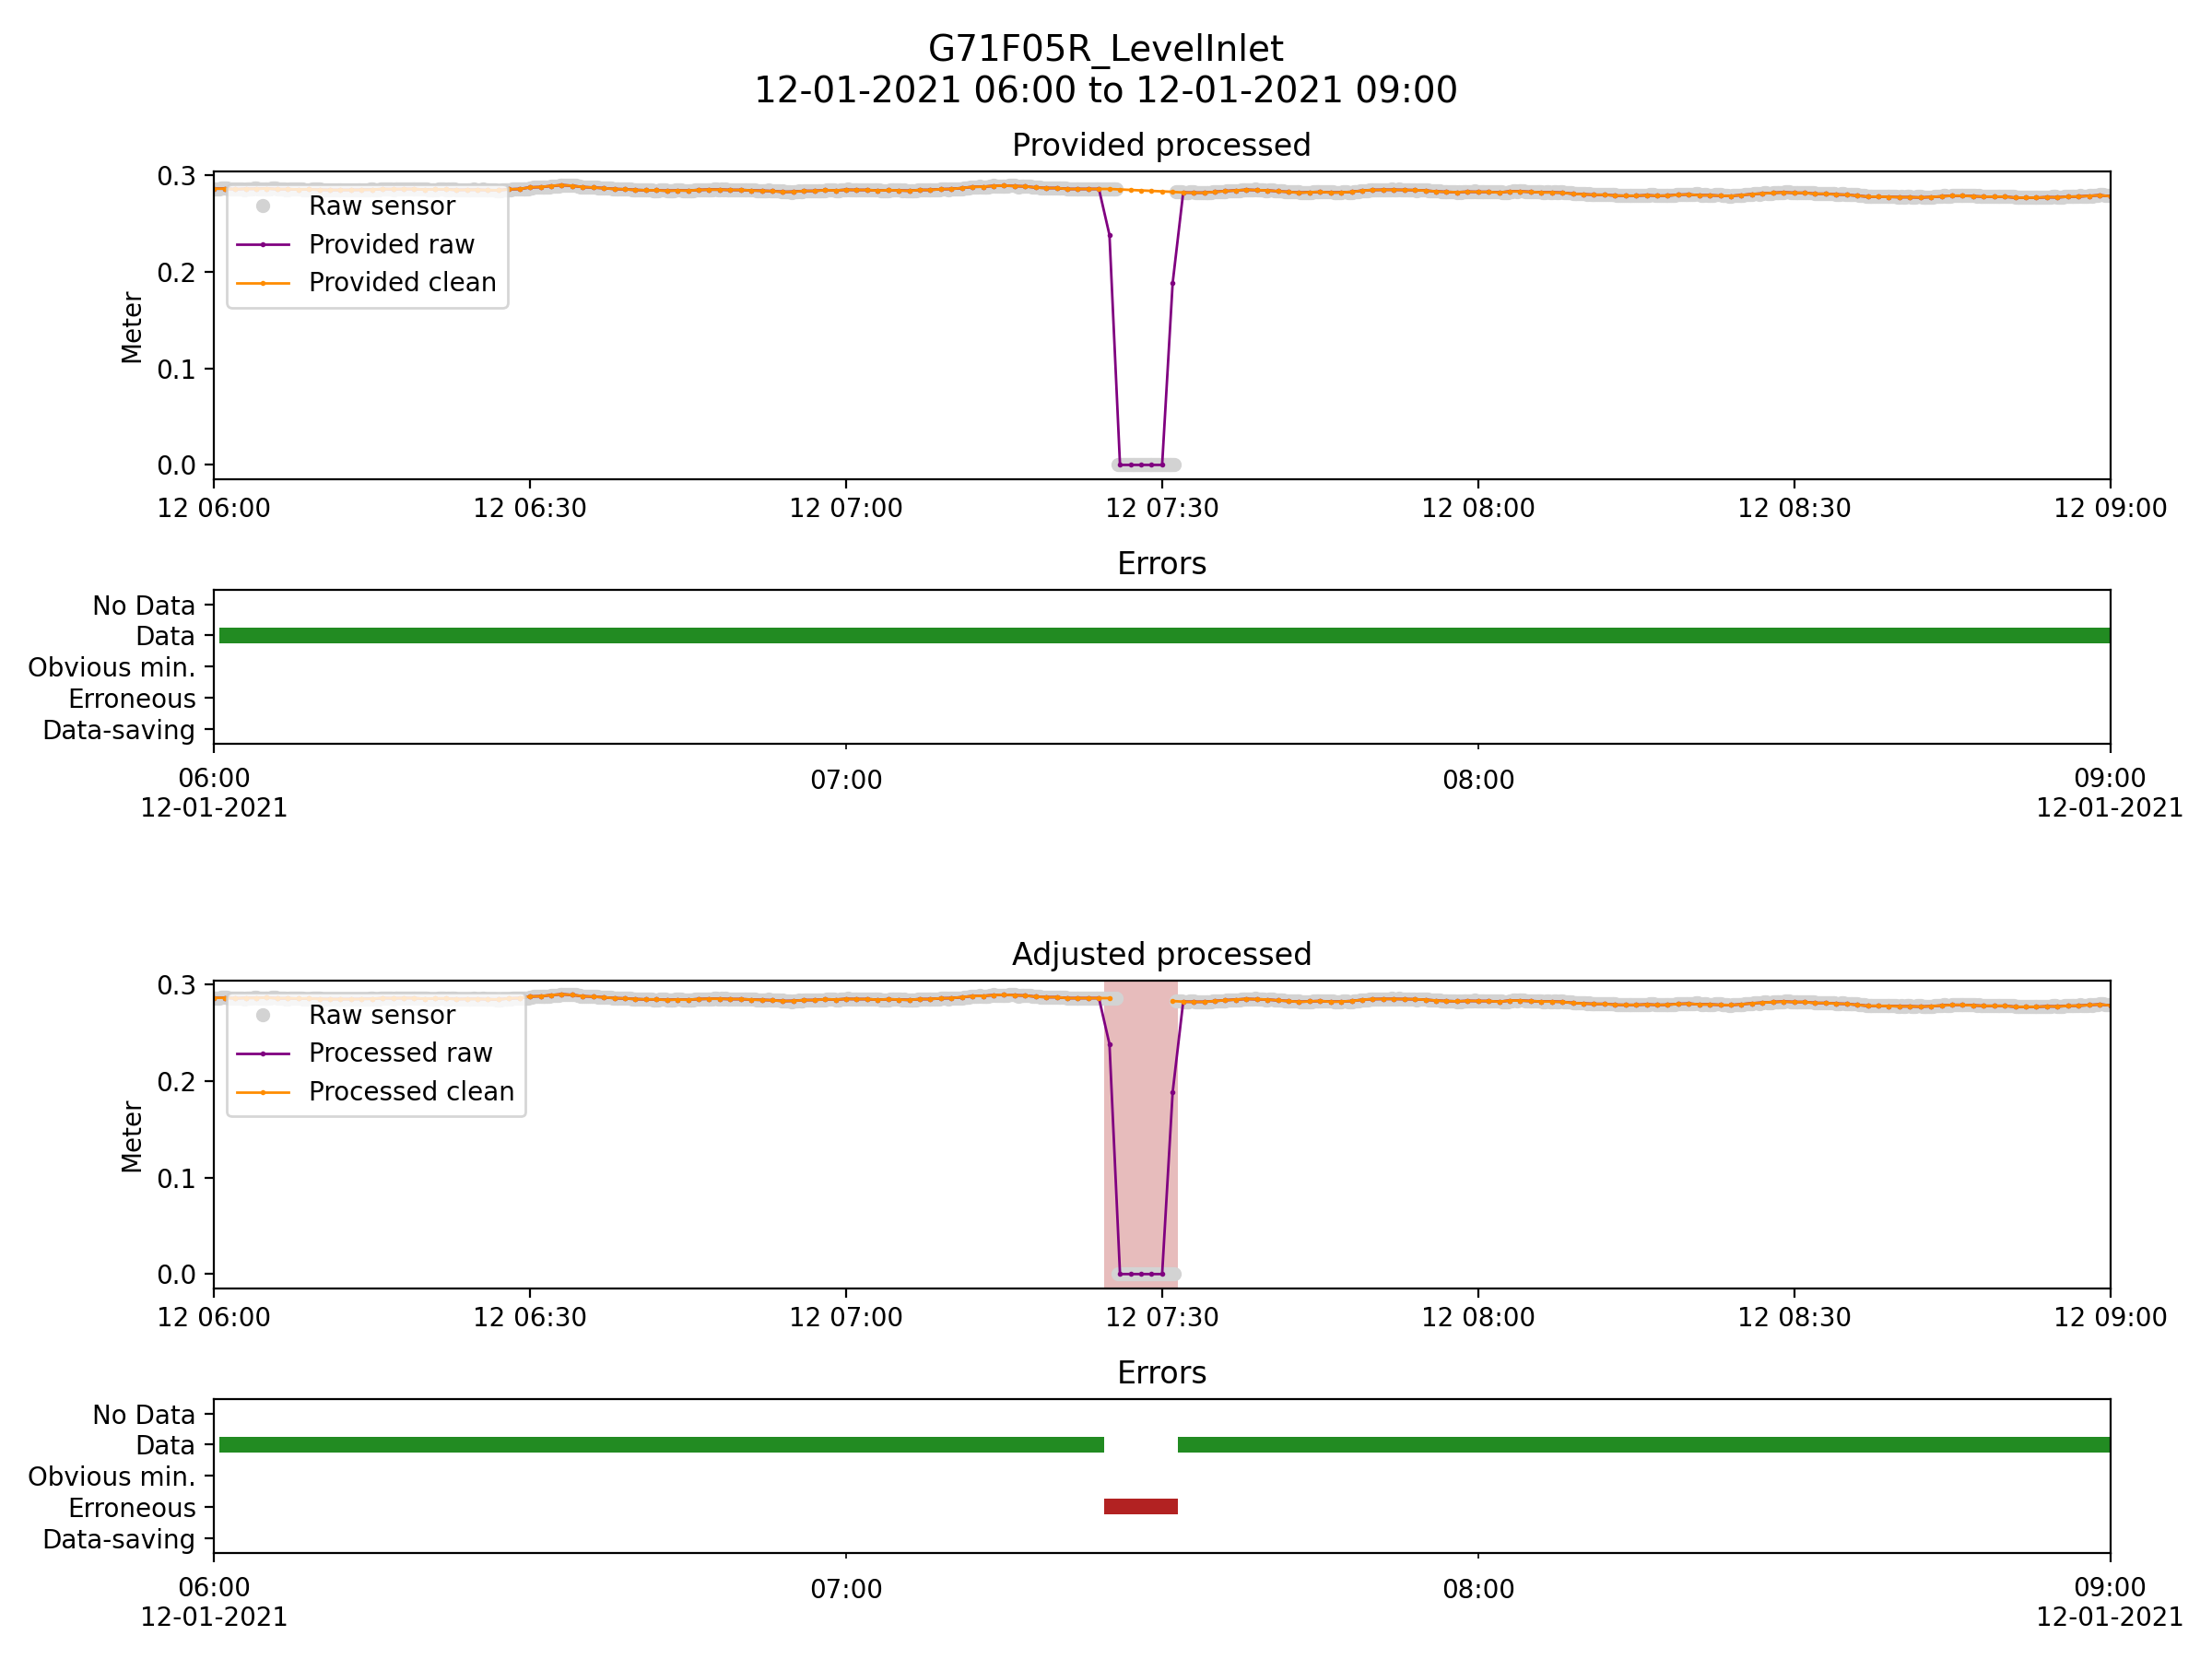 G71F05R_LevelInlet
12-01-2021 06:00 to 12-01-2021 09:00
Provided processed
Meter
0.3
0.2
0.1
0.0
Raw sensor
Provided raw
Provided clean
12 06:00 12 06:30 12 07:00 12 07:30 12 08:00 12 08:30 12 09:00
Errors
No Data
Data
Obvious min.
Erroneous
Data-saving
06:00 07:00 08:00 09:00
12-01-2021 12-01-2021
Adjusted processed
Meter
0.3
0.2
0.1
0.0
Raw sensor
Processed raw
Processed clean
12 06:00 12 06:30 12 07:00 12 07:30 12 08:00 12 08:30 12 09:00
Errors
No Data
Data
Obvious min.
Erroneous
Data-saving
06:00 07:00 08:00 09:00
12-01-2021 12-01-2021